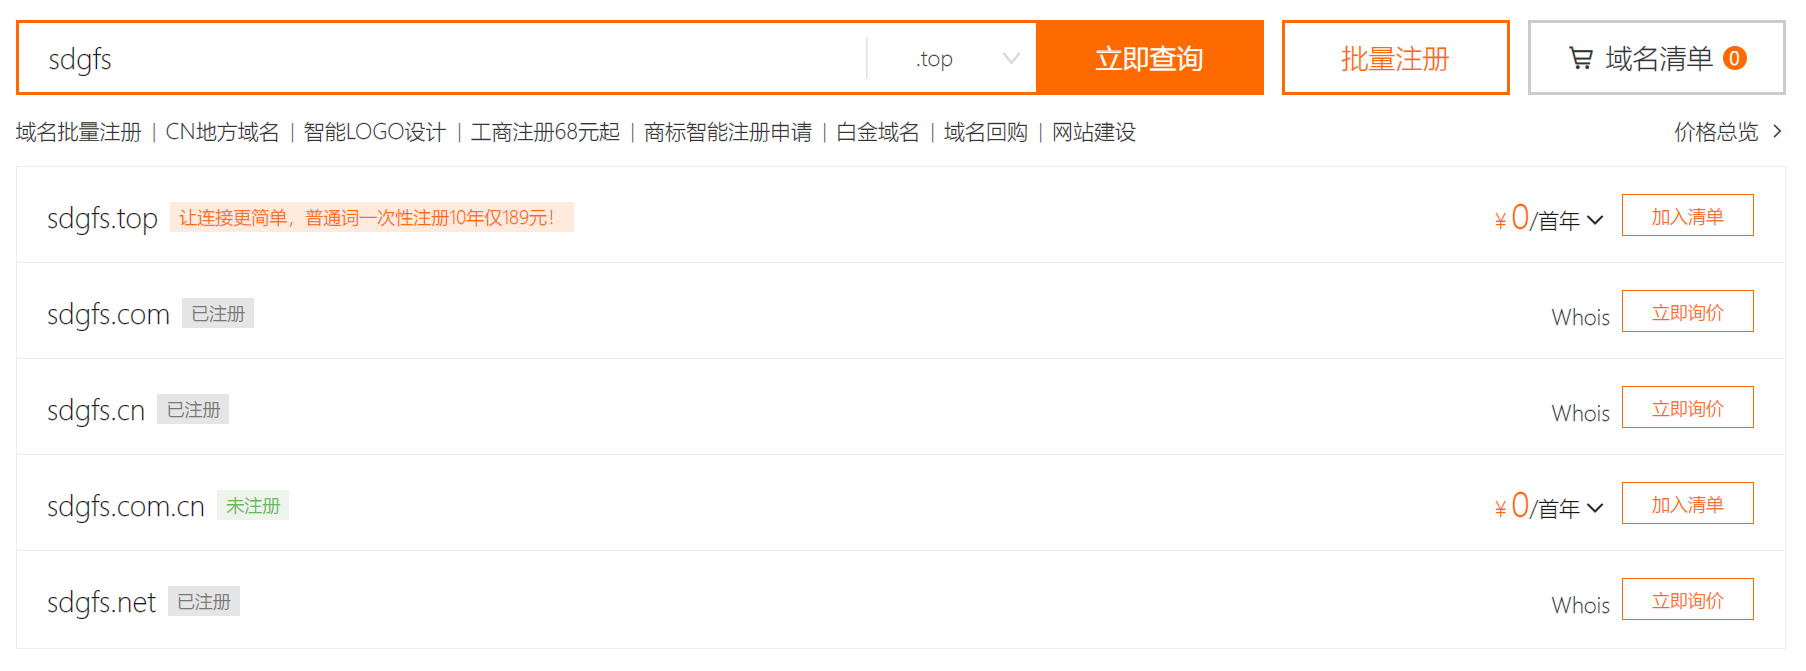 sdgfs .top 立即查询 批量注册 域名清单 0
域名批量注册 | CN地方域名 | 智能LOGO设计 | 工商注册68元起 | 商标智能注册申请 | 白金域名 | 域名回购 | 网站建设 价格总览
sdgfs.top 让连接更简单，普通词一次性注册10年仅189元！ ¥ 0/首年 加入清单
sdgfs.com 已注册 Whois 立即询价
sdgfs.cn 已注册 Whois 立即询价
sdgfs.com.cn 未注册 ¥ 0/首年 加入清单
sdgfs.net 已注册 Whois 立即询价